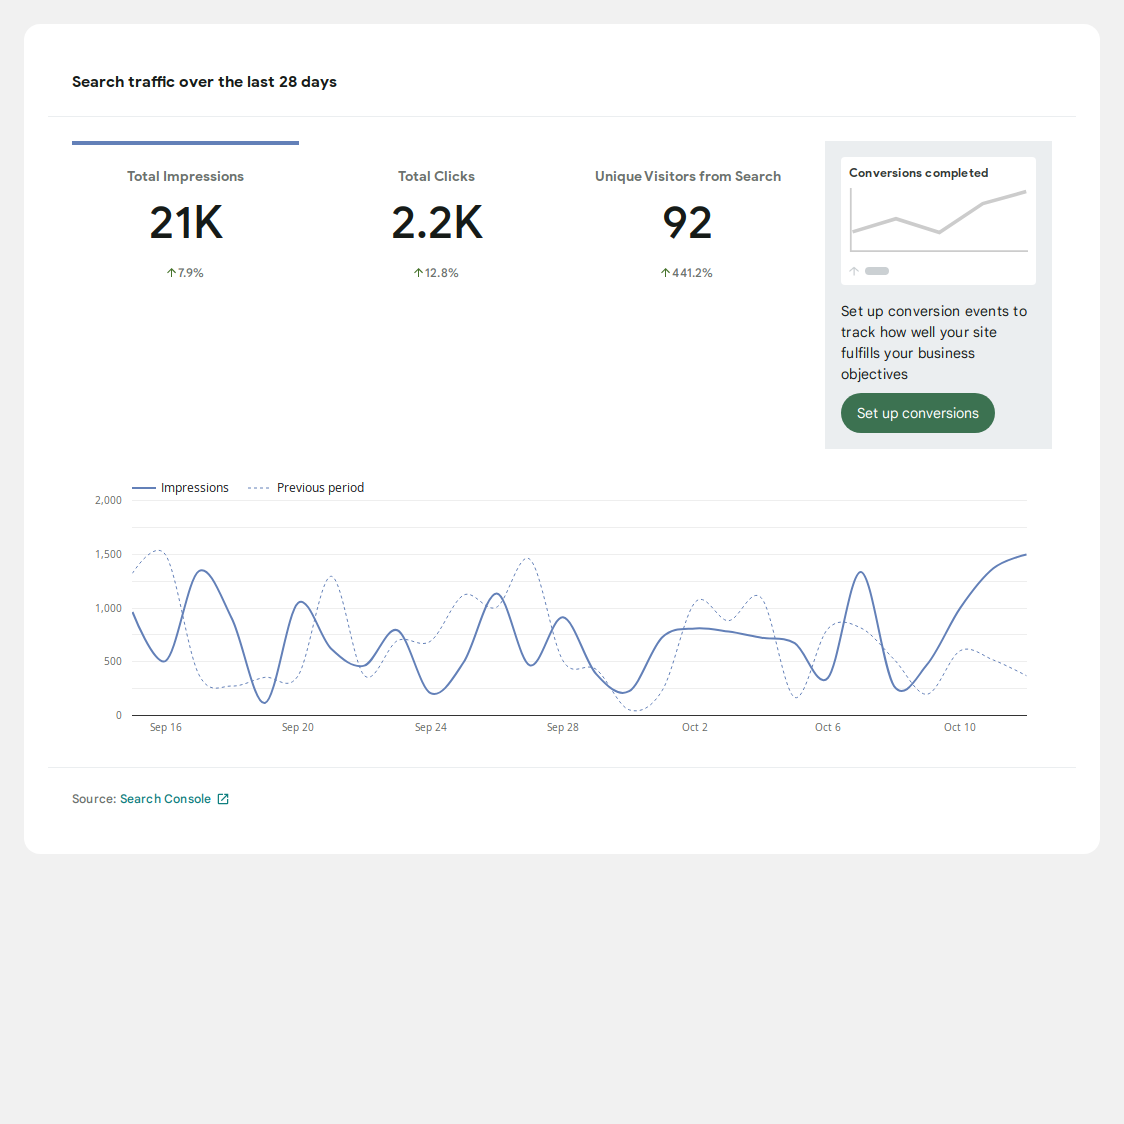 Search traffic over the last 28 days
Total Impressions
21K
7.9%
Total Clicks
2.2K
12.8%
Unique Visitors from Search
92
441.2%
Conversions completed
Set up conversion events to
track how well your site
fulfills your business
objectives
Set up conversions
Impressions
Previous period
2,000
1,500
1,000
500
0
Sep 16
Sep 20
Sep 24
Sep 28
Oct 2
Oct 6
Oct 10
Source: Search Console